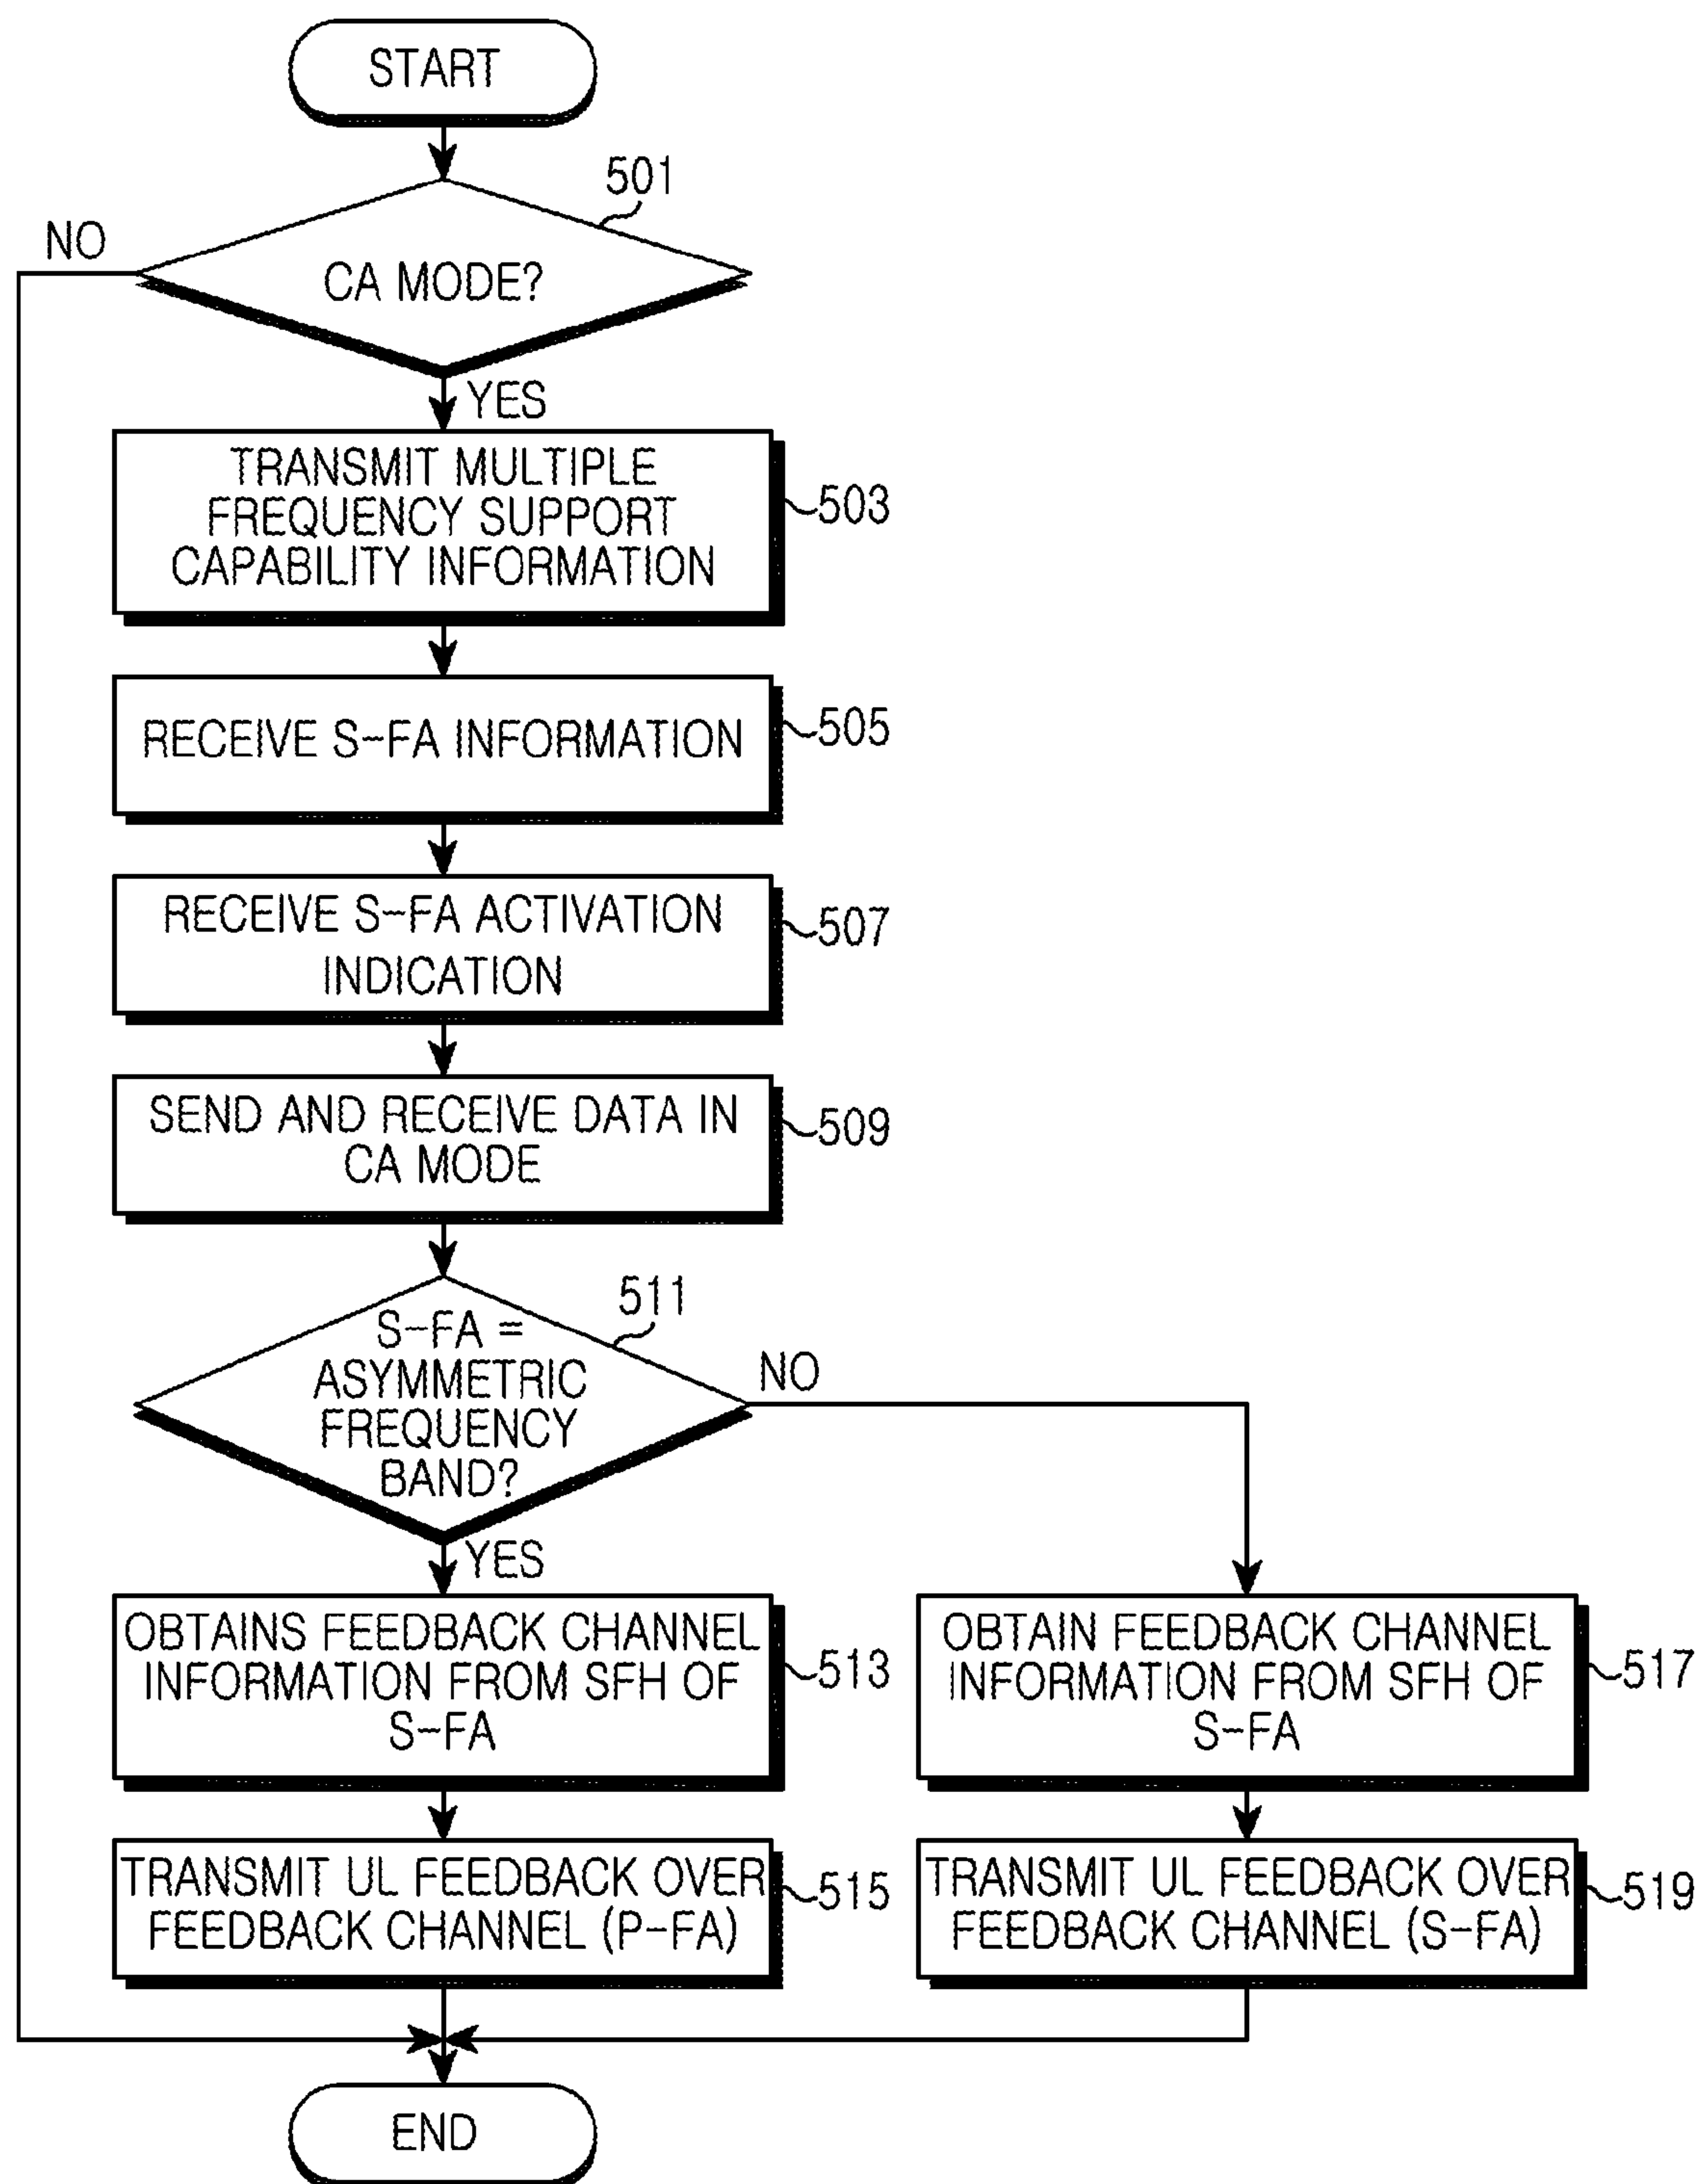 START
501
NO
CA MODE?
YES
TRANSMIT MULTIPLE
FREQUENCY SUPPORT
CAPABILITY INFORMATION
503
RECEIVE S-FA INFORMATION
505
RECEIVE S-FA ACTIVATION
INDICATION
507
SEND AND RECEIVE DATA IN
CA MODE
509
511
S-FA =
ASYMMETRIC
FREQUENCY
BAND?
NO
YES
OBTAINS FEEDBACK CHANNEL
INFORMATION FROM SFH OF
S-FA
513
OBTAIN FEEDBACK CHANNEL
INFORMATION FROM SFH OF
S-FA
517
TRANSMIT UL FEEDBACK OVER
FEEDBACK CHANNEL (P-FA)
515
TRANSMIT UL FEEDBACK OVER
FEEDBACK CHANNEL (S-FA)
519
END